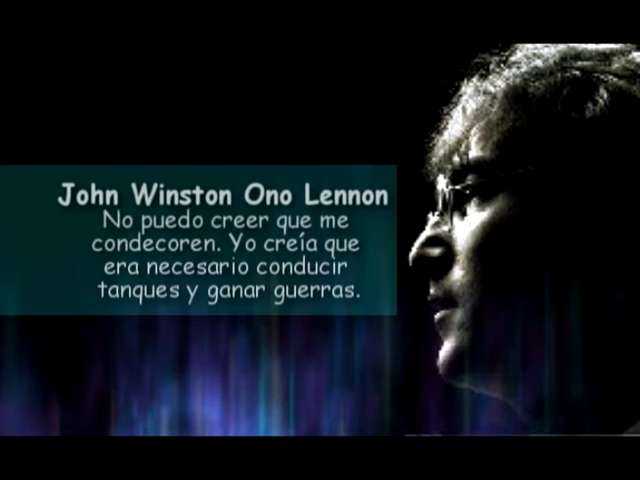 John Winston Ono Lennon
No puedo creer que me
condecoren. Yo creía que
era necesario conducir
tanques y ganar guerras.